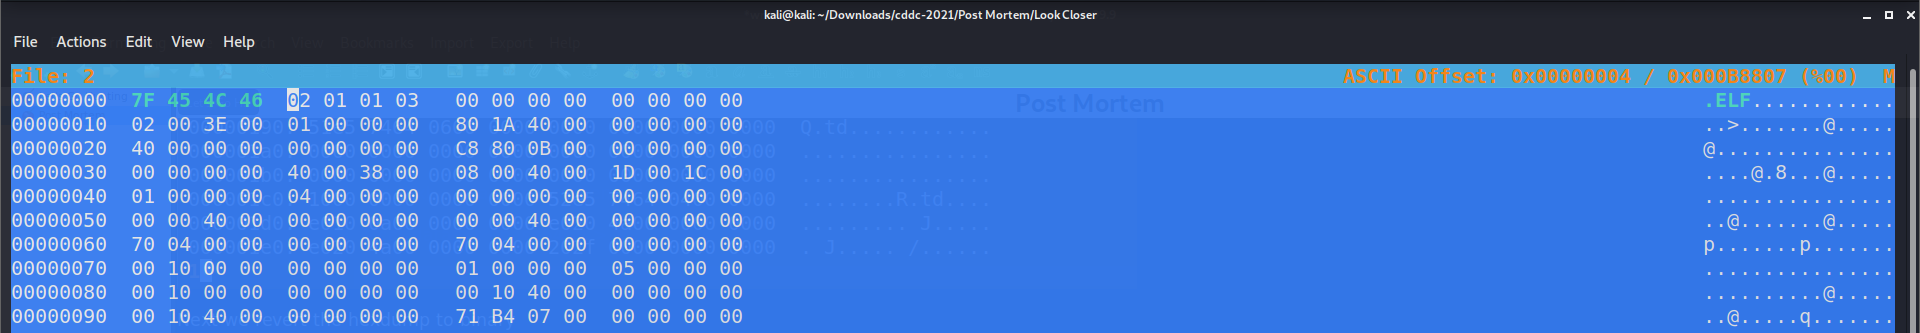 kali@kali: ~/Downloads/cddc-2021/Post Mortem/Look Closer
File Actions Edit View Help
File: 2 ASCII Offset: 0x00000004 / 0x000B8807 (%00) M
00000000 7F 45 4C 46 02 01 01 03 00 00 00 00 00 00 00 00 .ELF............
00000010 02 00 3E 00 01 00 00 00 80 1A 40 00 00 00 00 00 ..>.......@.....
00000020 40 00 00 00 00 00 00 00 C8 80 0B 00 00 00 00 00 @...............
00000030 00 00 00 00 40 00 38 00 08 00 40 00 1D 00 1C 00 ....@.8...@.....
00000040 01 00 00 00 04 00 00 00 00 00 00 00 00 00 00 00 ................
00000050 00 00 40 00 00 00 00 00 00 00 40 00 00 00 00 00 ..@.......@.....
00000060 70 04 00 00 00 00 00 00 70 04 00 00 00 00 00 00 p.......p.......
00000070 00 10 00 00 00 00 00 00 01 00 00 00 05 00 00 00 ................
00000080 00 10 00 00 00 00 00 00 00 10 40 00 00 00 00 00 ..........@.....
00000090 00 10 40 00 00 00 00 00 71 B4 07 00 00 00 00 00 ..@.....q.......
Post Mortem